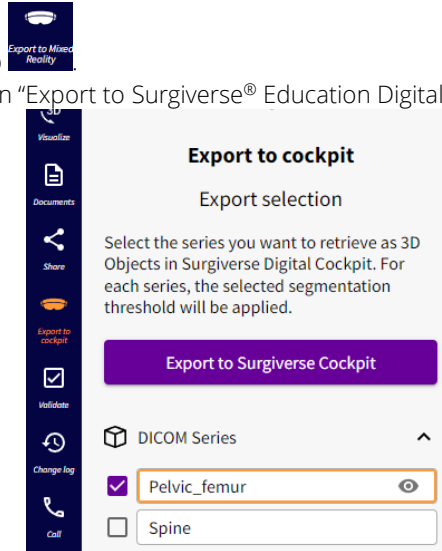 Export to Mixed
Reality
.
n “Export to Surgiverse® Education Digital
3D
Visualize
Documents
Share
Export to
cockpit
Validate
Change log
Call
Export to cockpit
Export selection
Select the series you want to retrieve as 3D
Objects in Surgiverse Digital Cockpit. For
each series, the selected segmentation
threshold will be applied.
Export to Surgiverse Cockpit
DICOM Series
Pelvic_femur
Spine